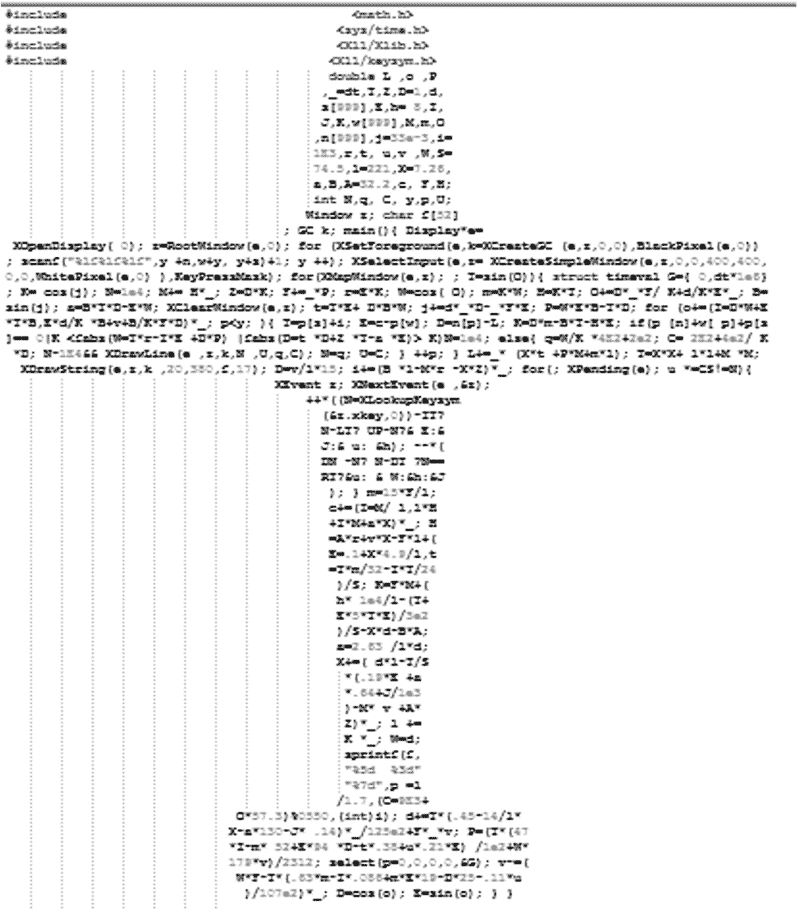 #include <math.h>
#include <sys/time.h>
#include <X11/Xlib.h>
#include <X11/keysym.h>
double L ,o ,P
,_=dt,T,Z,D=1,d,
s[999],E,h= 8,I,
J,K,w[999],M,m,O
,n[999],j=33e-3,i=
1E3,r,t, u,v ,W,S=
74.5,l=221,X=7.26,
a,B,A=32.2,c, F,H;
int N,q, C, y,p,U;
Window z; char f[52]
; GC k; main(){ Display*e=
XOpenDisplay( 0); z=RootWindow(e,0); for (XSetForeground(e,k=XCreateGC (e,z,0,0),BlackPixel(e,0))
; scanf("%lf%lf%lf",y +n,w+y, y+s)+1; y ++); XSelectInput(e,z= XCreateSimpleWindow(e,z,0,0,400,400,
0,0,WhitePixel(e,0) ),KeyPressMask); for(XMapWindow(e,z); ; T=sin(O)){ struct timeval G={ 0,dt*1e6}
; K= cos(j); N=1e4; M+= H*_; Z=D*K; F+=_*P; r=E*K; W=cos( O); m=K*W; H=K*T; O+=D*_*F/ K+d/K*E*_; B=
sin(j); a=B*T*D-E*W; XClearWindow(e,z); t=T*E+ D*B*W; j+=d*_*D-_*F*E; P=W*E*B-T*D; for (o+=(I=D*W+E
*T*B,E*d/K *B+v+B/K*F*D)*_; p<y; ){ T=p[s]+i; E=c-p[w]; D=n[p]-L; K=D*m-B*T-H*E; if(p [n]+w[ p]+p[s
]== 0|K <fabs(W=T*r-I*E +D*P) |fabs(D=t *D+Z *T-a *E)> K)N=1e4; else{ q=W/K *4E2+2e2; C= 2E2+4e2/ K
*D; N-1E4&& XDrawLine(e ,z,k,N ,U,q,C); N=q; U=C; } ++p; } L+=_* (X*t +P*M+m*l); T=X*X+ l*l+M *M;
XDrawString(e,z,k ,20,380,f,17); D=v/l*15; i+=(B *l-M*r -X*Z)*_; for(; XPending(e); u *=CS!=N){
XEvent z; XNextEvent(e ,&z);
++*((N=XLookupKeysym
(&z.xkey,0))-IT?
N-LT? UP-N?& E:&
J:& u: &h); --*(
DN -N? N-DT ?N==
RT?&u: & W:&h:&J
); } m=15*F/l;
c+=(I=M/ l,l*H
+I*M+a*X)*_; H
=A*r+v*X-F*l+(
E=.1+X*4.9/l,t
=T*m/32-I*T/24
)/S; K=F*M+(
h* 1e4/l-(T+
E*5*T*E)/3e2
)/S-X*d-B*A;
a=2.63 /l*d;
X+=( d*l-T/S
*(.19*E +a
*.64+J/1e3
)-M* v +A*
Z)*_; l +=
K *_; W=d;
sprintf(f,
"%5d %3d"
"%7d",p =l
/1.7,(C=9E3+
O*57.3)%0550,(int)i); d+=T*(.45-14/l*
X-a*130-J* .14)*_/125e2+F*_*v; P=(T*(47
*I-m* 52+E*94 *D-t*.38+u*.21*E) /1e2+W*
179*v)/2312; select(p=0,0,0,0,&G); v-=(
W*F-T*(.63*m-I*.086+m*E*19-D*25-.11*u
)/107e2)*_; D=cos(o); E=sin(o); } }